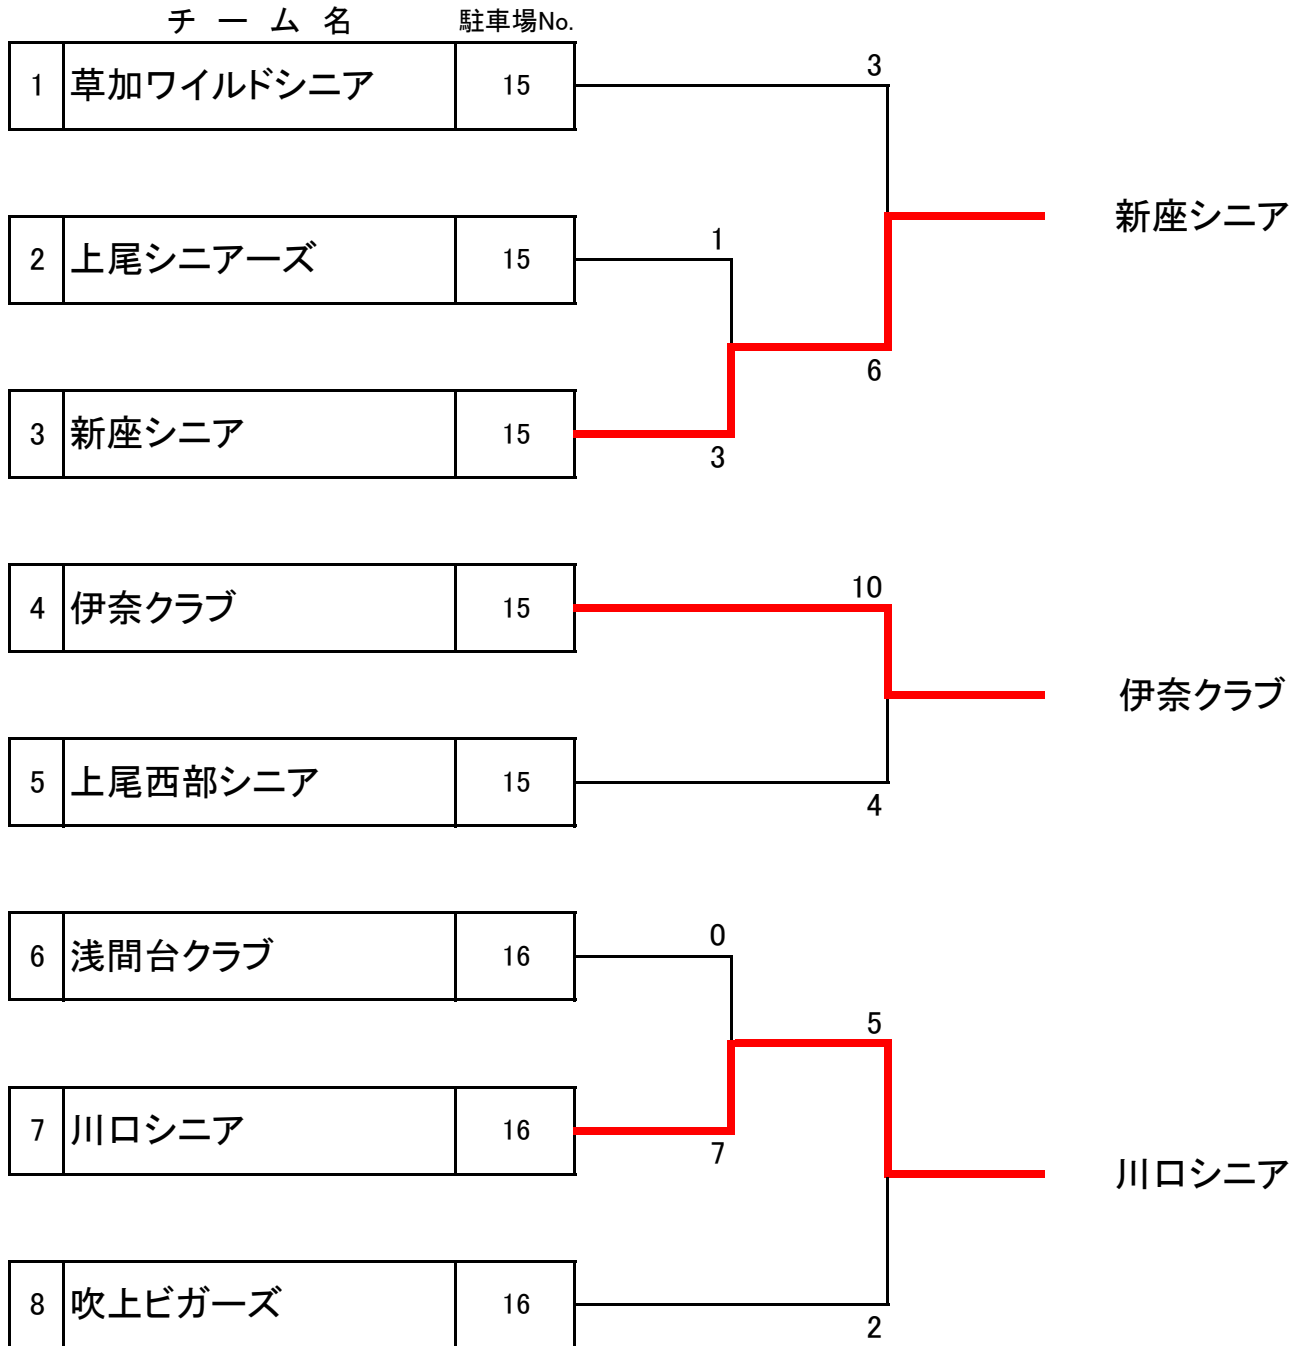 チーム名 駐車場No.
1 草加ワイルドシニア 15 3
新座シニア
2 上尾シニアーズ 15 1
6
3 新座シニア 15 3
4 伊奈クラブ 15 10
伊奈クラブ
5 上尾西部シニア 15 4
6 浅間台クラブ 16 0
5
7 川口シニア 16 7
川口シニア
8 吹上ビガーズ 16 2